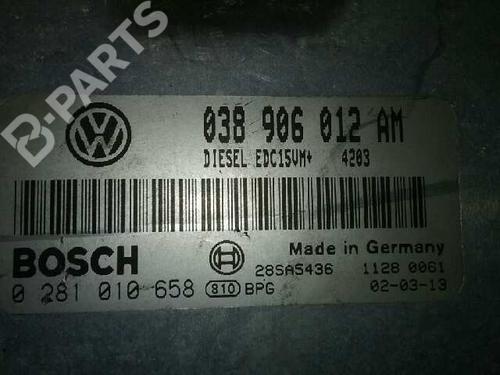 B-PARTS
038 906 012 AM
DIESEL EDC15VM+ 4203
BOSCH
Made in Germany
28SA5436 1128 0061
0 281 010 658 810 BPG 02-03-13